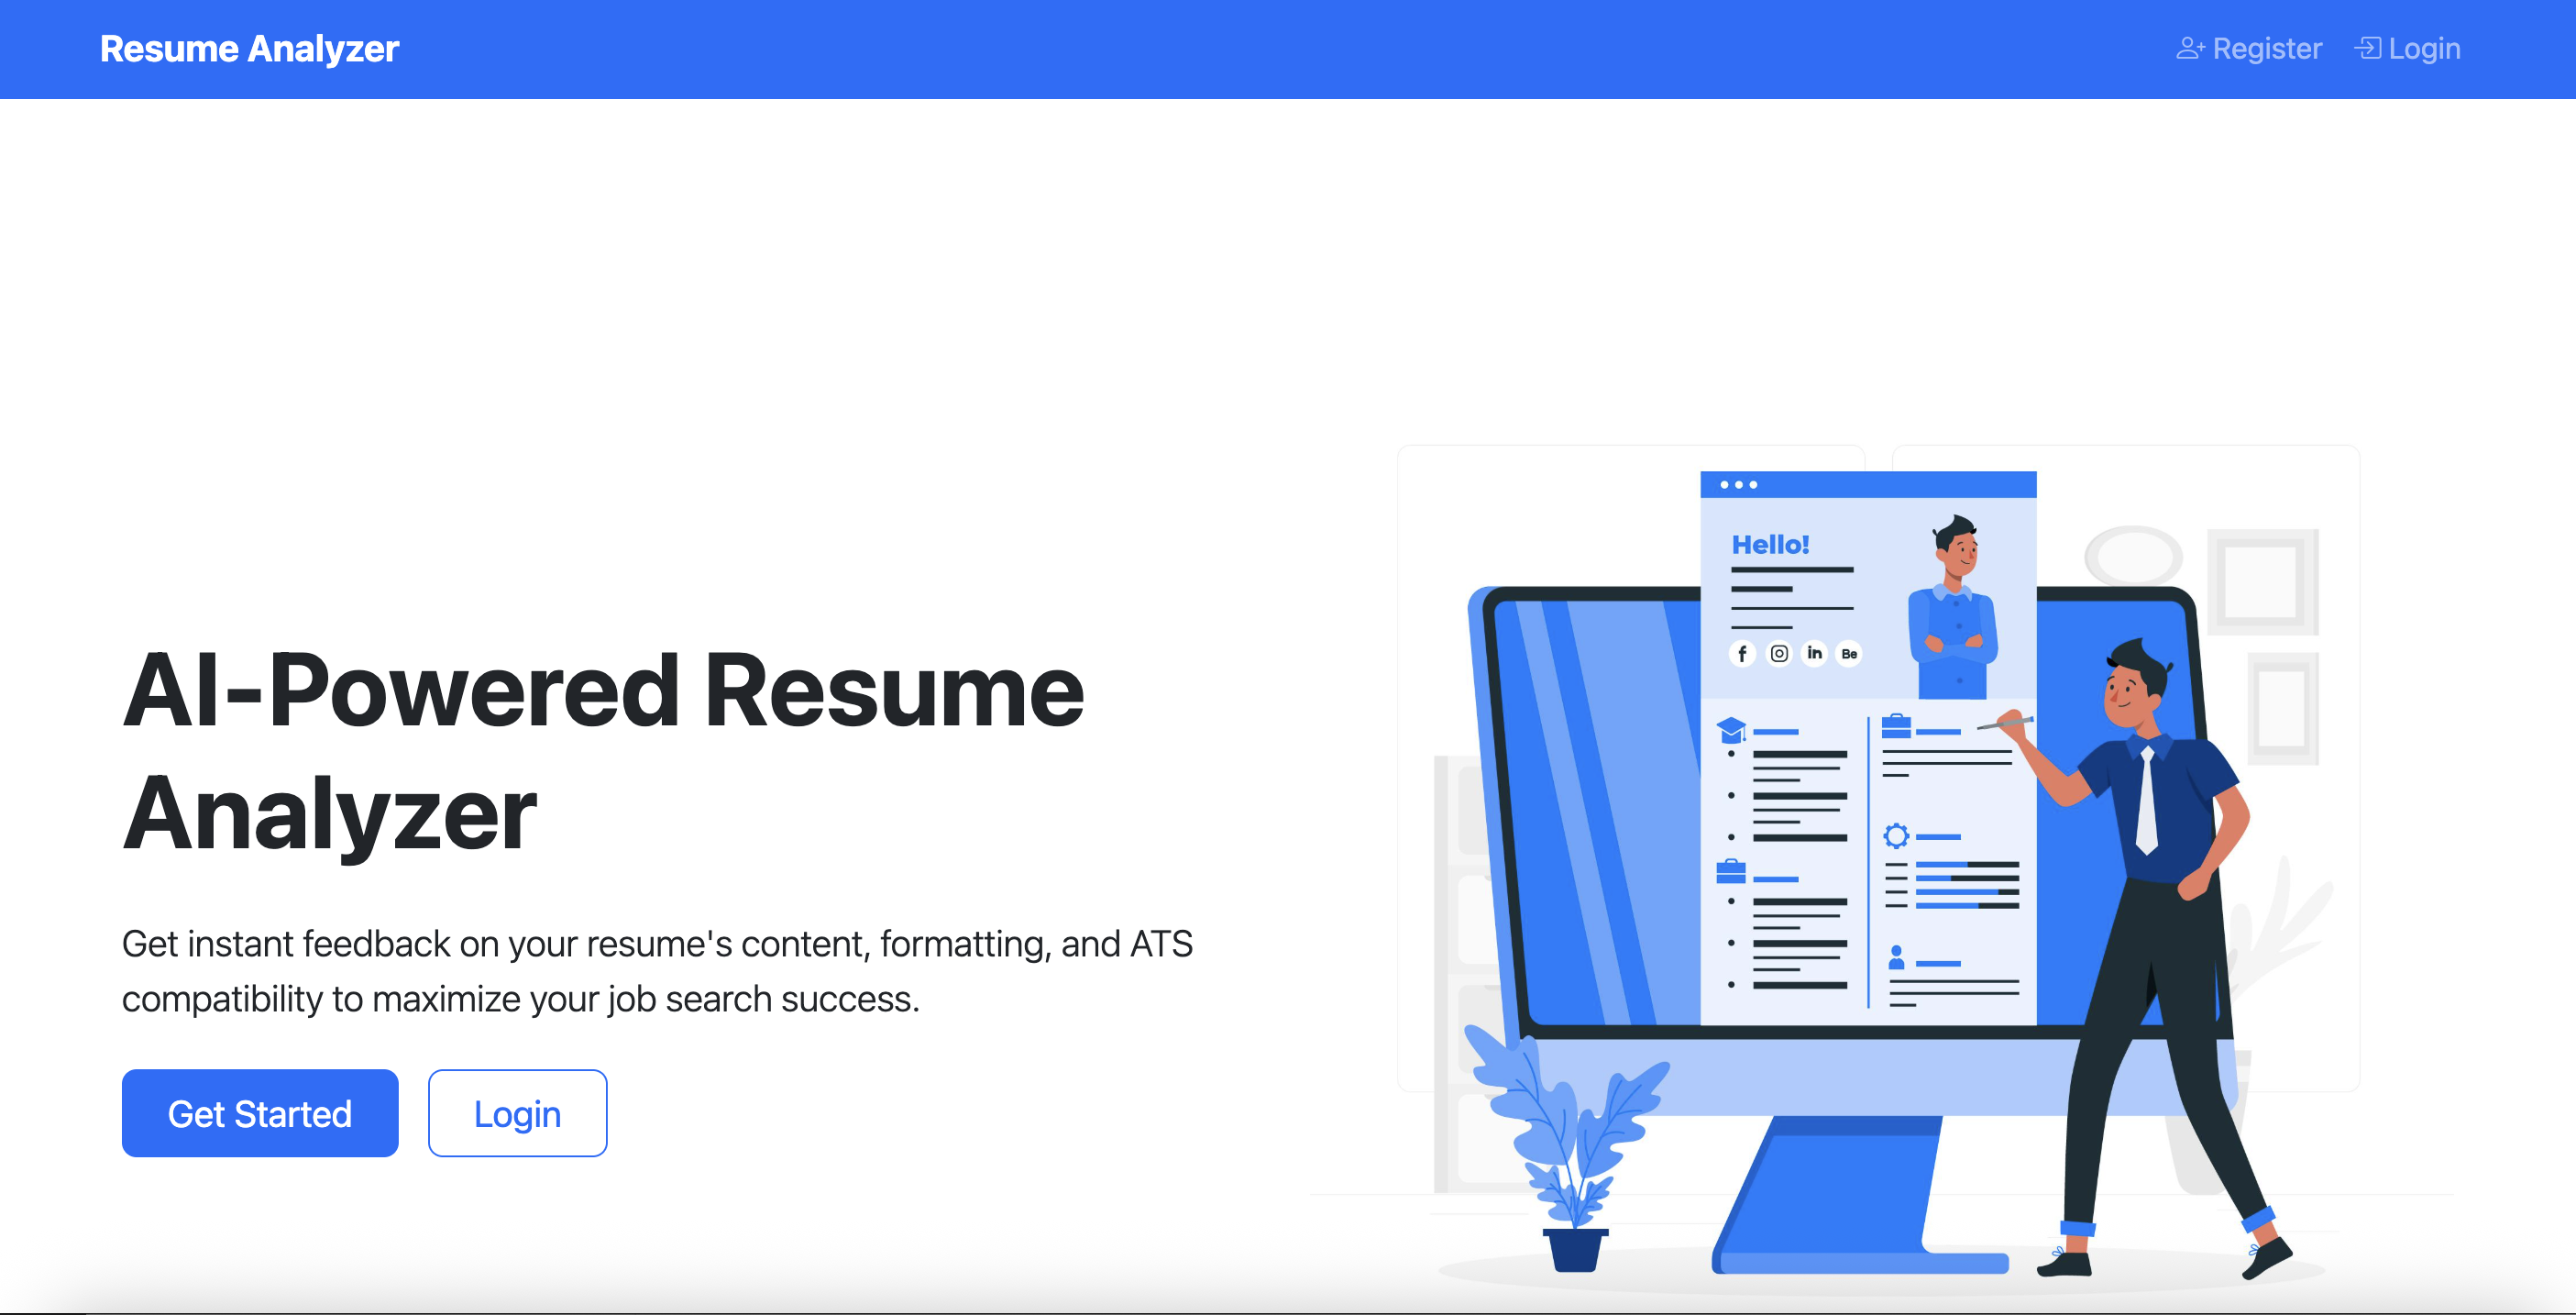 Resume Analyzer
Register
Login
Hello!
f
in
Be
AI-Powered Resume
Analyzer
Get instant feedback on your resume's content, formatting, and ATS
compatibility to maximize your job search success.
Get Started
Login